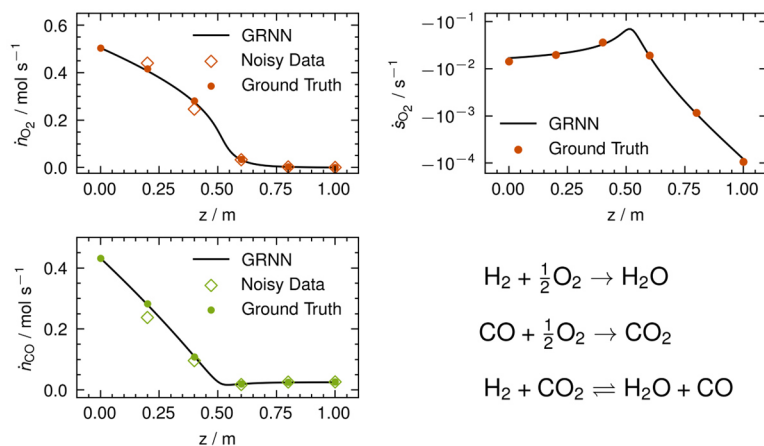 0.6
0.4
0.2
0.0
ṅO₂ / mol s⁻¹
GRNN
Noisy Data
Ground Truth
0.00 0.25 0.50 0.75 1.00
z / m
−10⁻¹
−10⁻²
−10⁻³
−10⁻⁴
ṡO₂ / s⁻¹
GRNN
Ground Truth
0.00 0.25 0.50 0.75 1.00
z / m
0.4
0.2
0.0
ṅCO / mol s⁻¹
GRNN
Noisy Data
Ground Truth
0.00 0.25 0.50 0.75 1.00
z / m
H₂ + ½O₂ → H₂O
CO + ½O₂ → CO₂
H₂ + CO₂ ⇌ H₂O + CO